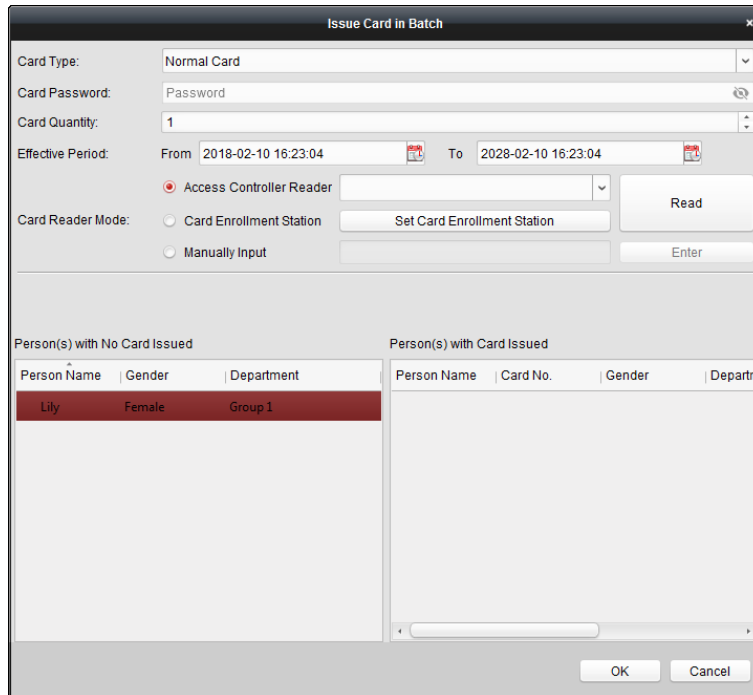 Issue Card in Batch
Card Type: Normal Card
Card Password: Password
Card Quantity: 1
Effective Period: From 2018-02-10 16:23:04 To 2028-02-10 16:23:04
Access Controller Reader
Read
Card Reader Mode: Card Enrollment Station Set Card Enrollment Station
Manually Input Enter
Person(s) with No Card Issued Person(s) with Card Issued
Person Name Gender Department Person Name Card No. Gender Departr
Lily Female Group 1
OK Cancel